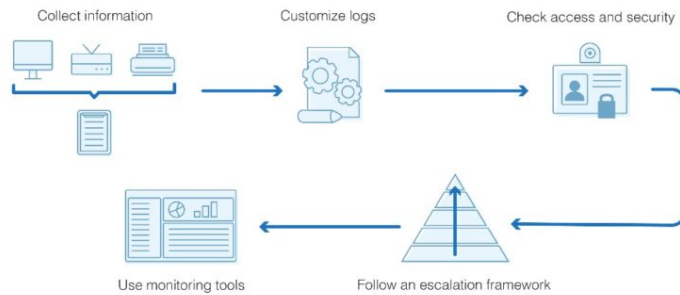 Collect information
Customize logs
Check access and security
Use monitoring tools
Follow an escalation framework